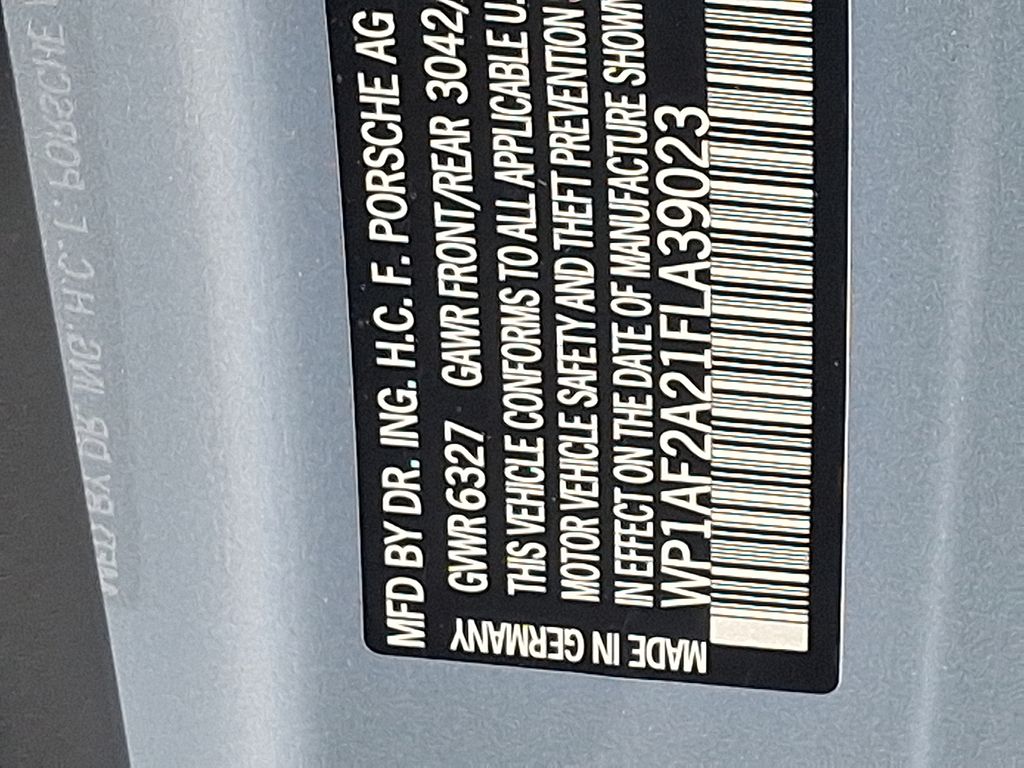 MFD BY DR. ING. H.C. F. PORSCHE AG
GVWR 6327 GAWR FRONT/REAR 3042/
THIS VEHICLE CONFORMS TO ALL APPLICABLE U.
MOTOR VEHICLE SAFETY AND THEFT PREVENTION
IN EFFECT ON THE DATE OF MANUFACTURE SHOWN
WP1AF2A21FLA39023
MADE IN GERMANY